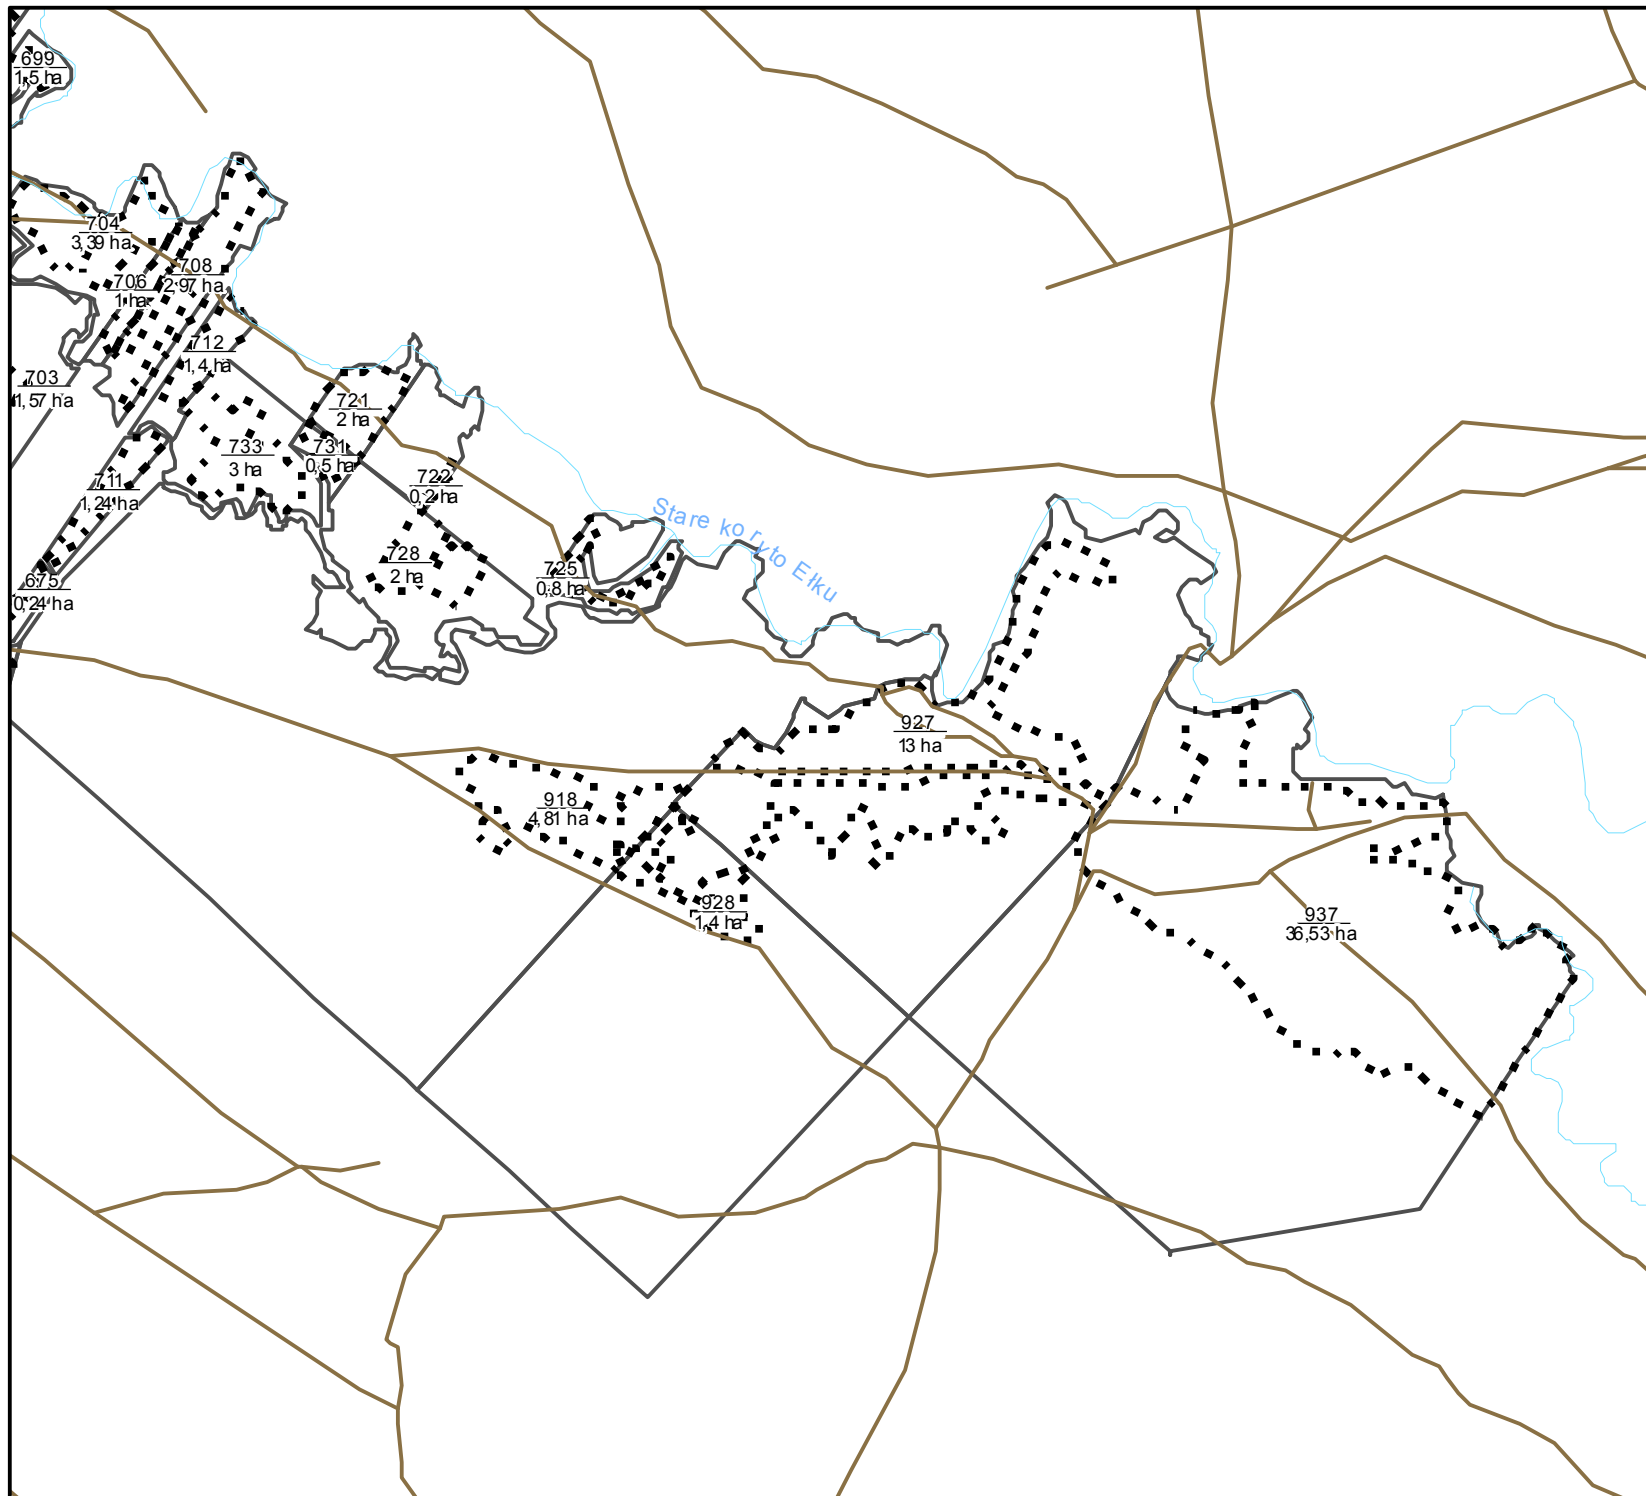 699
1,5 ha
704
3,39 ha
708
2,97 ha
706
1 ha
712
1,4 ha
703
1,57 ha
721
2 ha
733
3 ha
731
0,5 ha
711
1,24 ha
722
0,2 ha
Stare koryto Ełku
728
2 ha
725
0,8 ha
675
0,24 ha
927
13 ha
918
4,81 ha
928
1,4 ha
937
36,53 ha